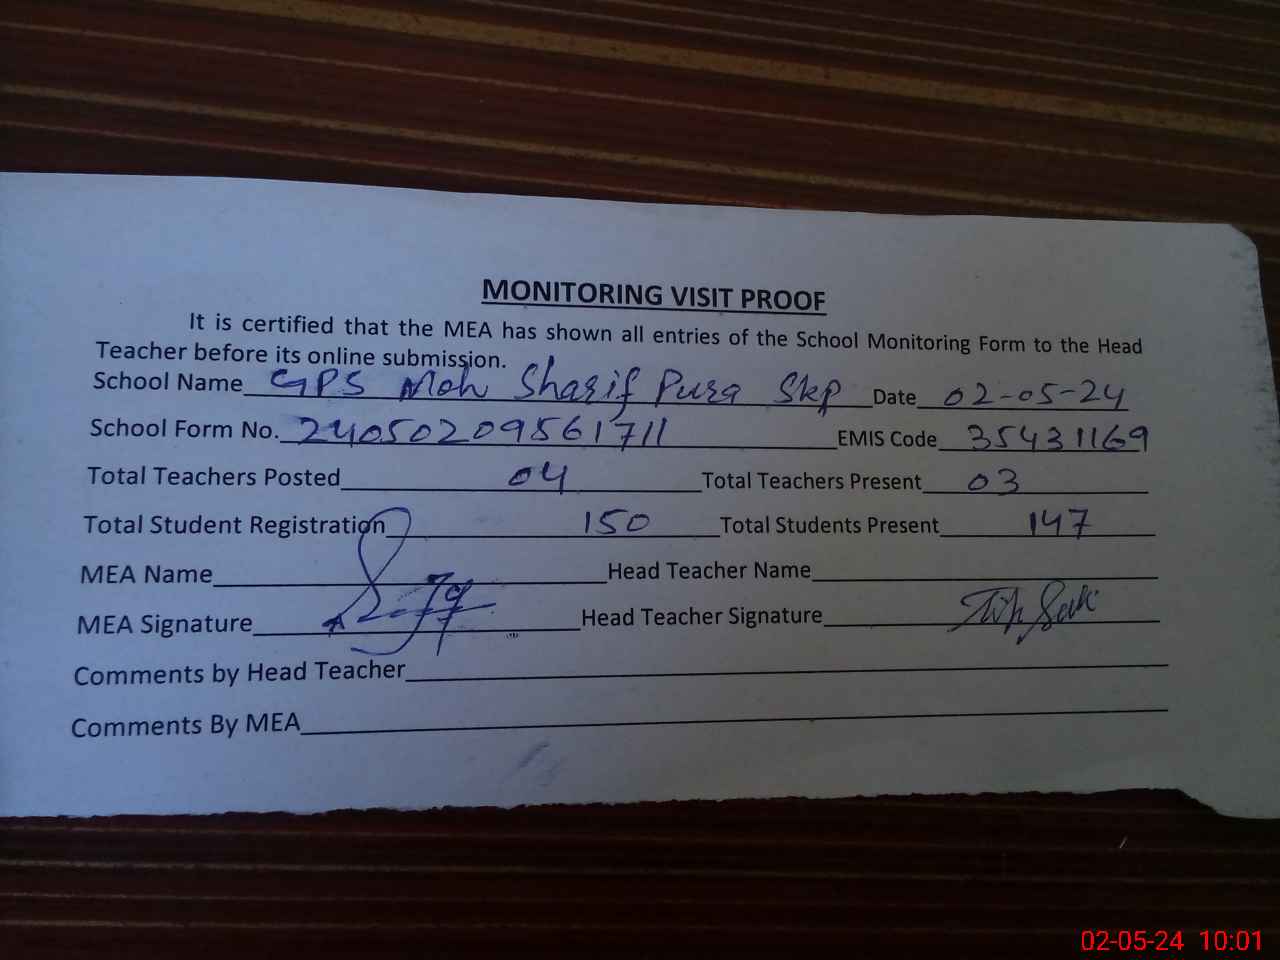 MONITORING VISIT PROOF
It is certified that the MEA has shown all entries of the School Monitoring Form to the Head
Teacher before its online submission.
School Name GPS Moh Sharif Pura Skp Date 02-05-24
School Form No. 24050209561711 EMIS Code 35431169
Total Teachers Posted 04 Total Teachers Present 03
Total Student Registration 150 Total Students Present 147
MEA Name Head Teacher Name
MEA Signature Head Teacher Signature
Comments by Head Teacher
Comments By MEA
02-05-24 10:01